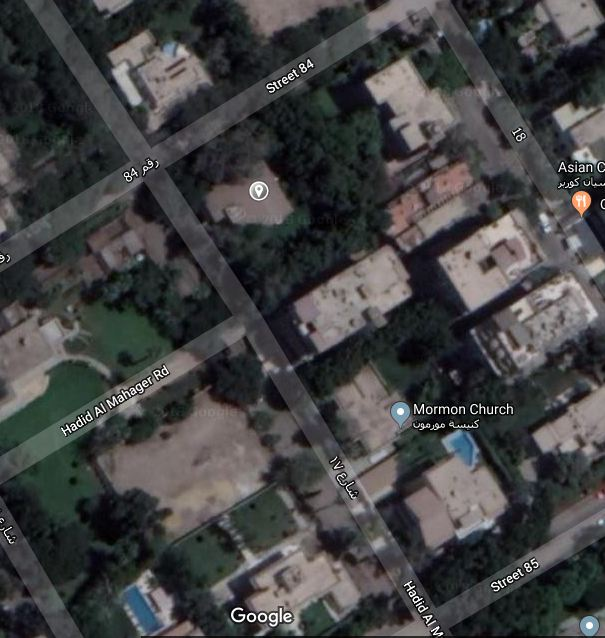 Street 84
18
رقم 84
Asian C
Hadid Al Mahager Rd
Mormon Church
كنيسة مورمون
شارع ١٧
Street 85
Hadid Al M
Google